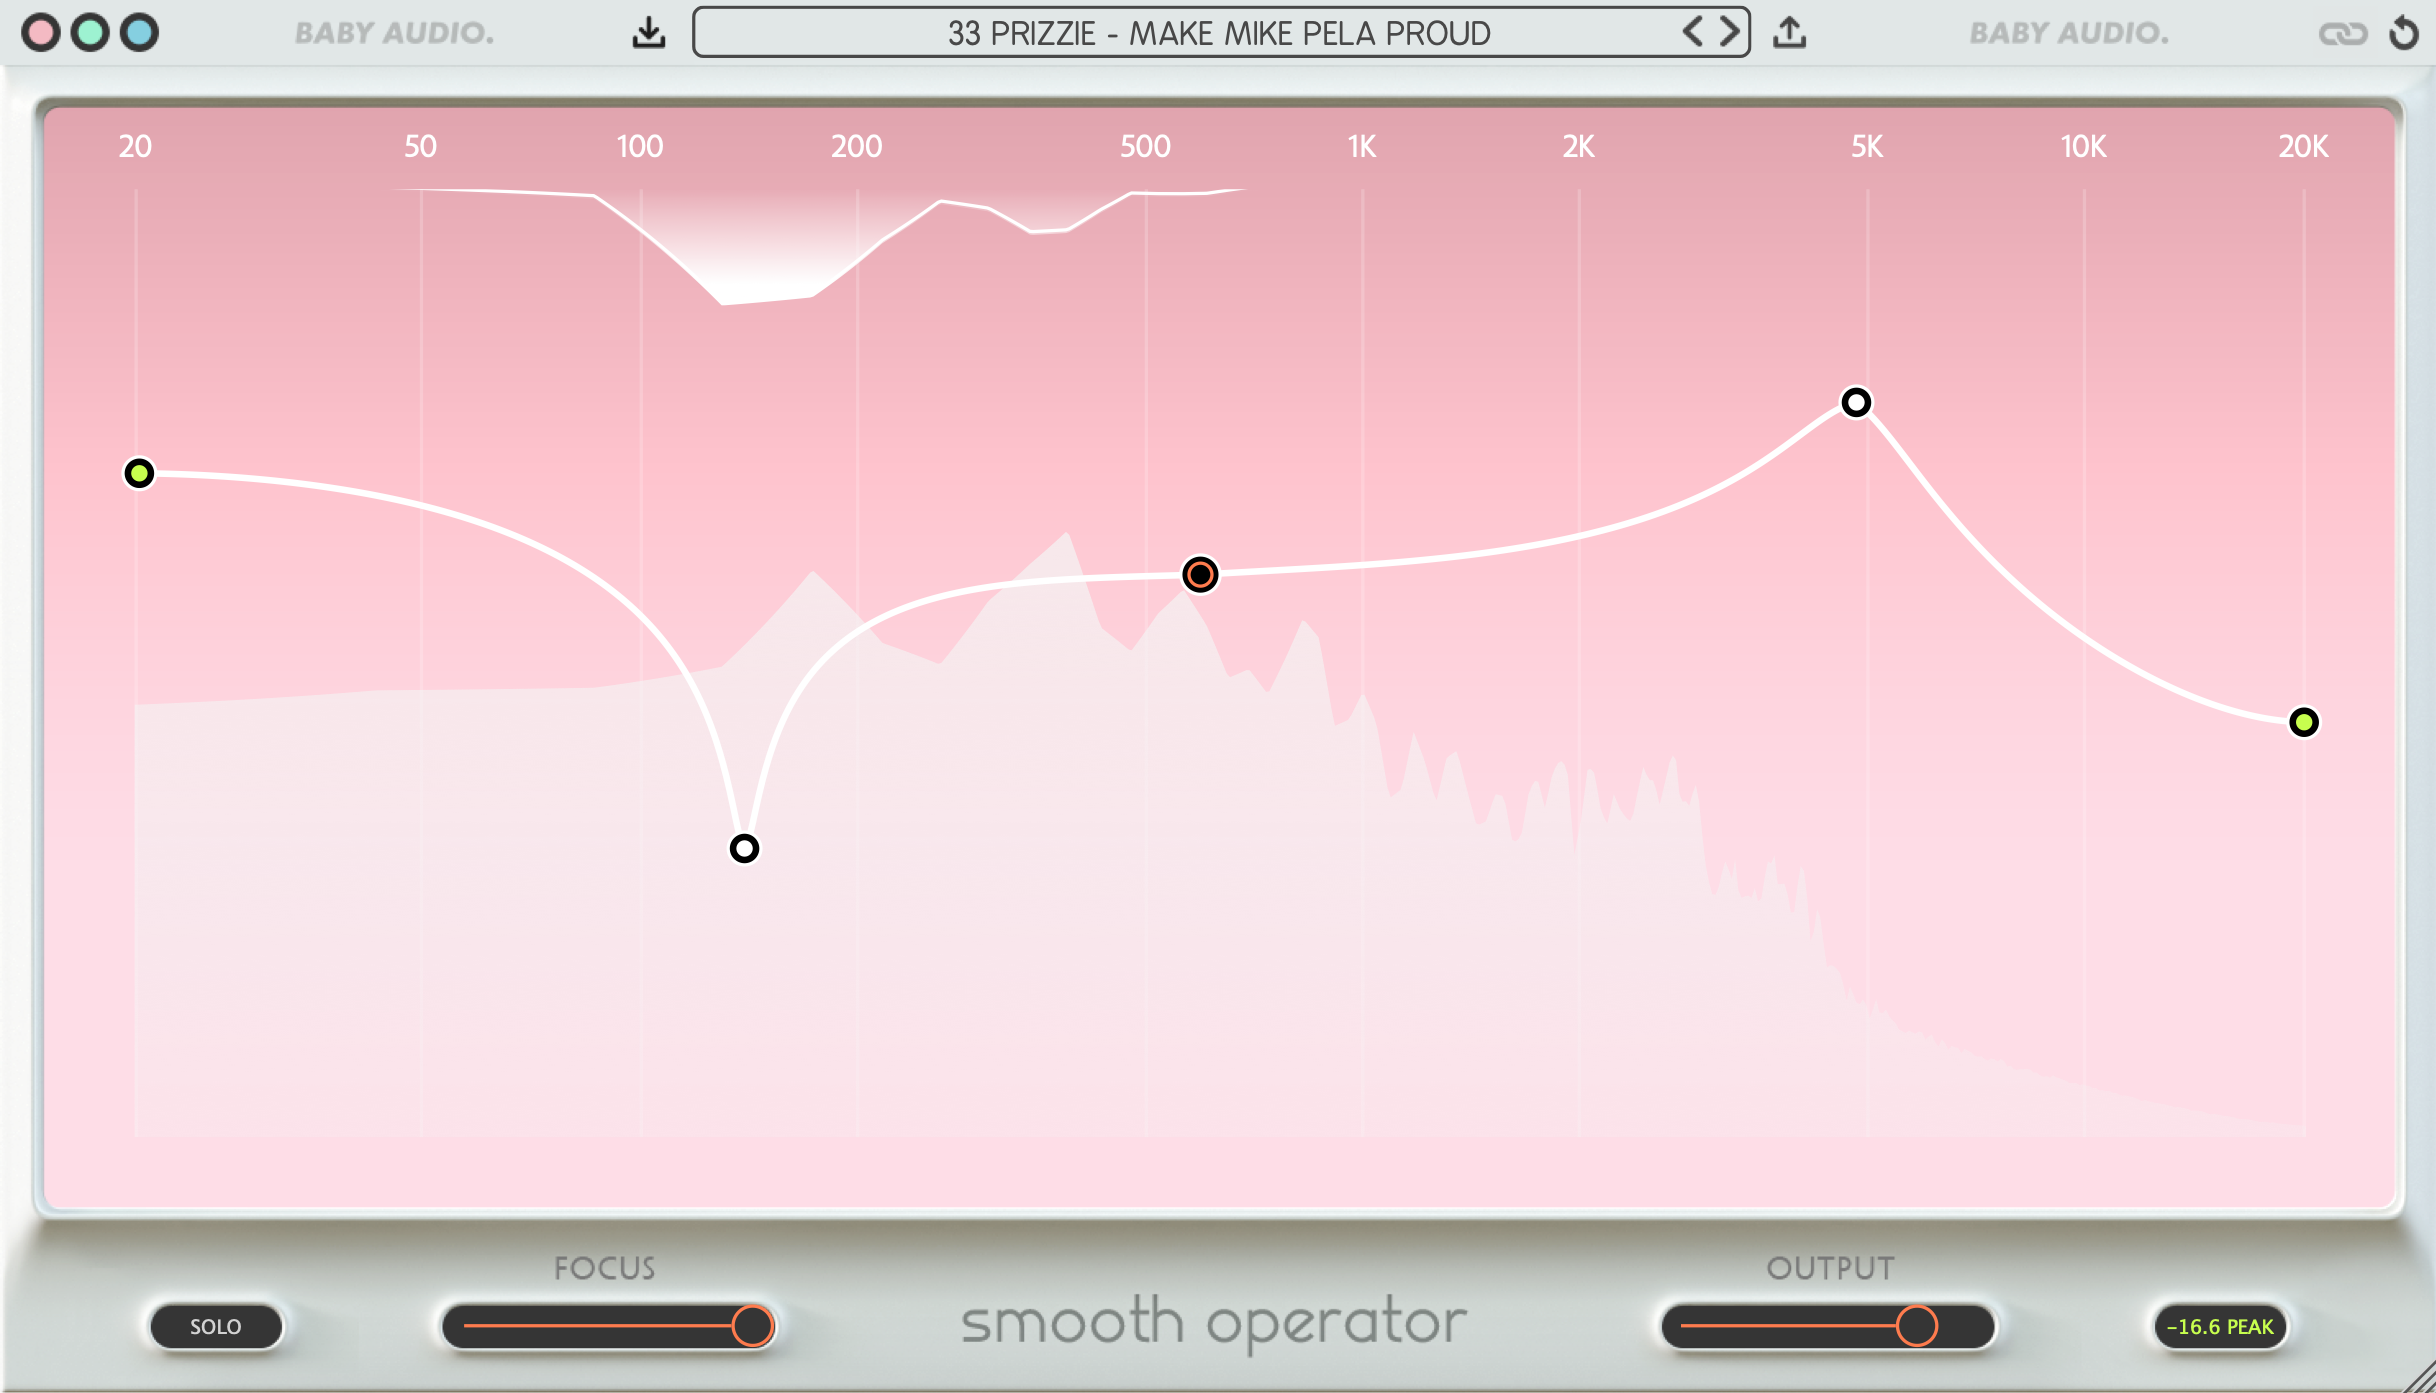 BABY AUDIO.
33 PRIZZIE - MAKE MIKE PELA PROUD
BABY AUDIO.
20 50 100 200 500 1K 2K 5K 10K 20K
FOCUS
OUTPUT
SOLO
smooth operator
-16.6 PEAK